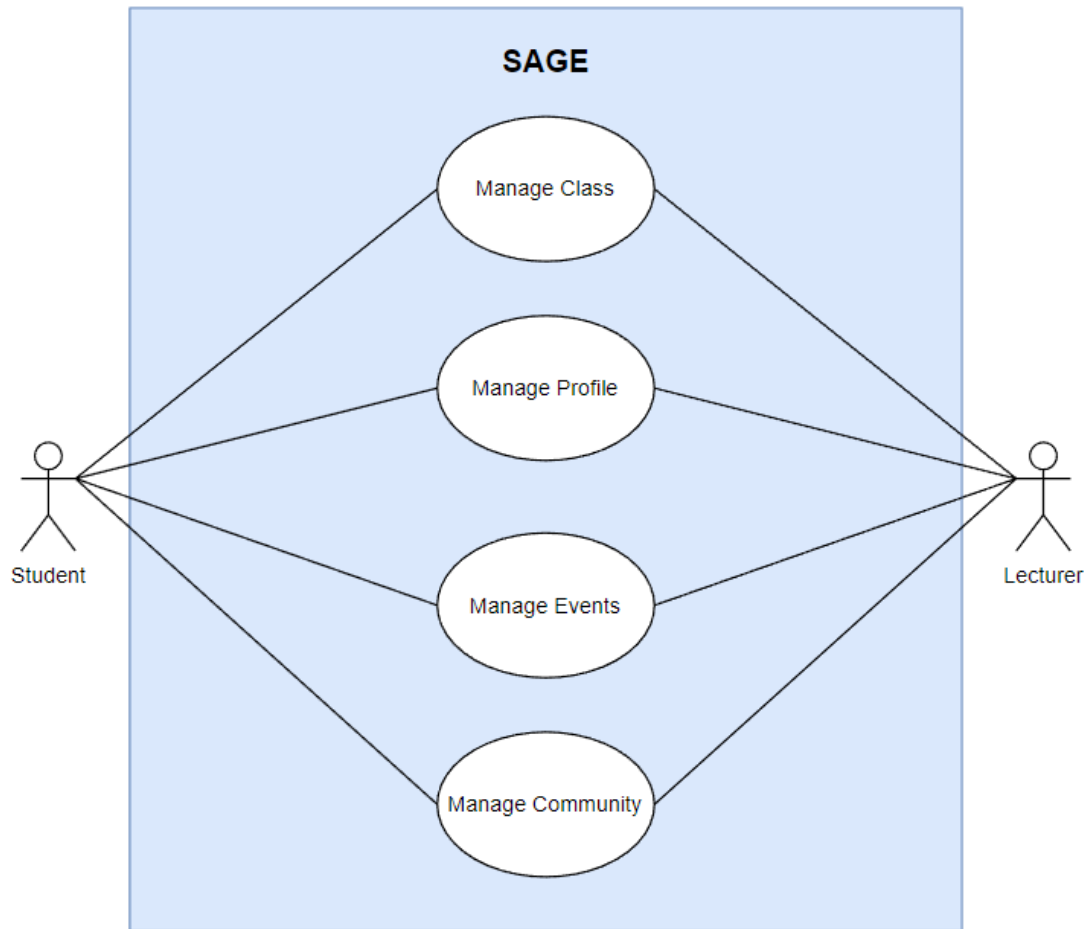 SAGE
Manage Class
Manage Profile
Student
Lecturer
Manage Events
Manage Community